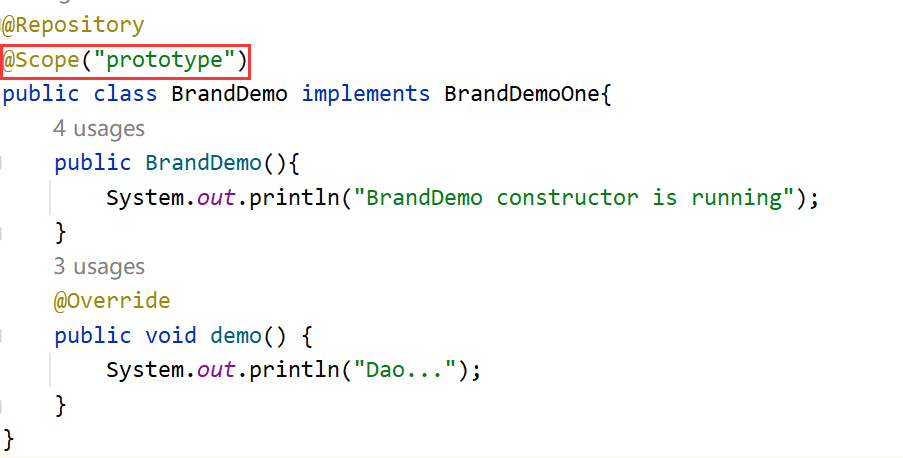 @Repository
@Scope("prototype")
public class BrandDemo implements BrandDemoOne{
4 usages
public BrandDemo(){
System.out.println("BrandDemo constructor is running");
}
3 usages
@Override
public void demo() {
System.out.println("Dao...");
}
}